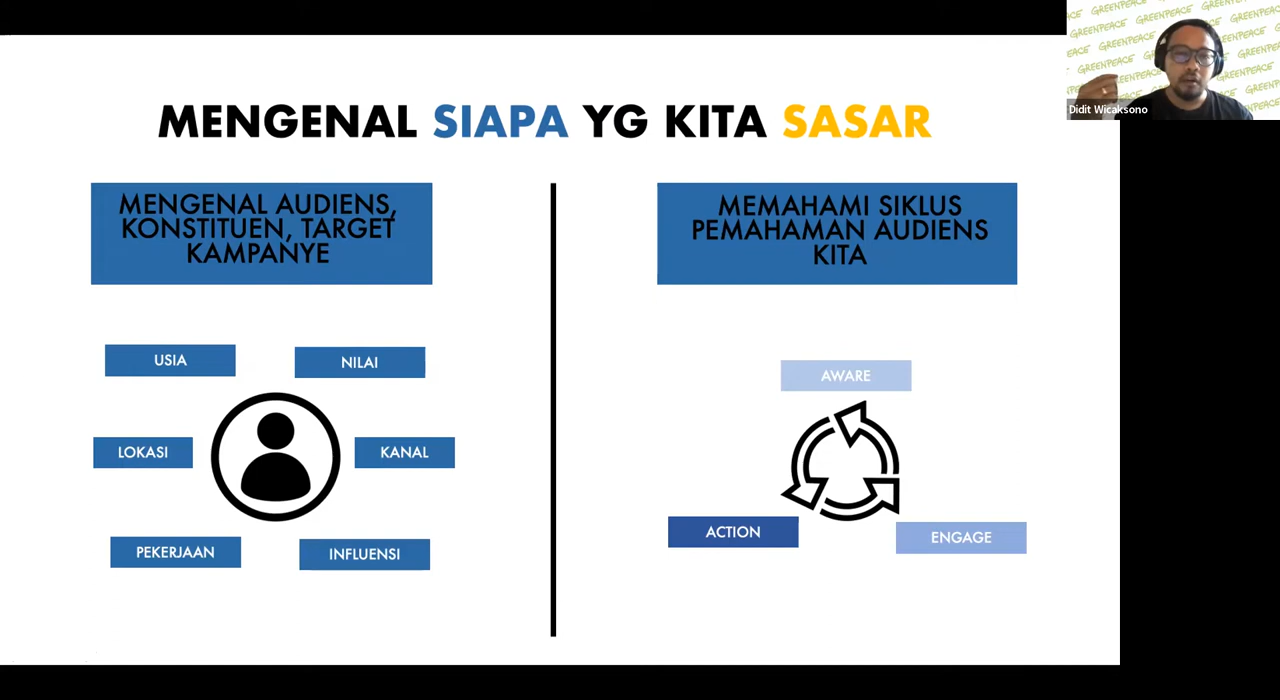 MENGENAL SIAPA YG KITA SASAR
MENGENAL AUDIENS,
KONSTITUEN, TARGET
KAMPANYE
USIA
NILAI
LOKASI
KANAL
PEKERJAAN
INFLUENSI
MEMAHAMI SIKLUS
PEMAHAMAN AUDIENS
KITA
AWARE
ACTION
ENGAGE
GREENPEACE
Didit Wicaksono